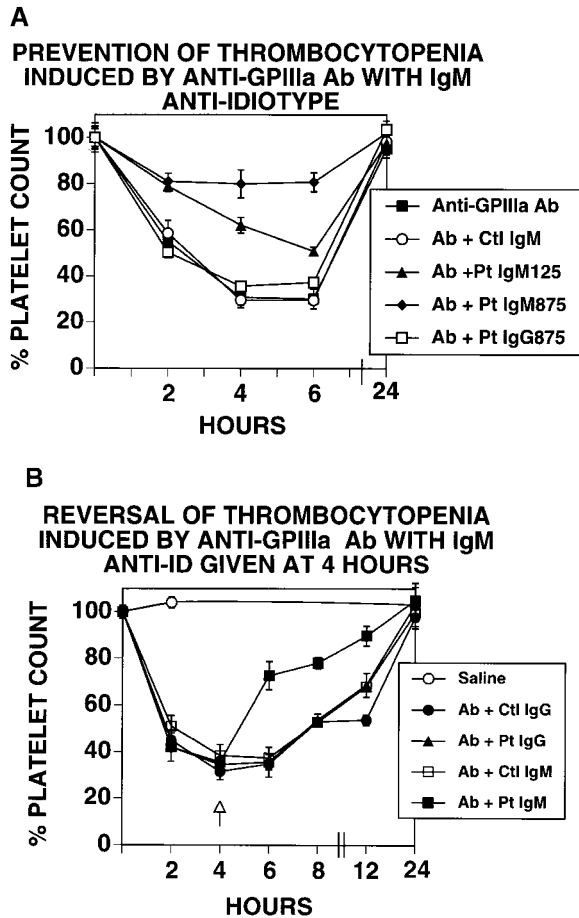 A
PREVENTION OF THROMBOCYTOPENIA
INDUCED BY ANTI-GPIIIa Ab WITH IgM
ANTI-IDIOTYPE
% PLATELET COUNT
100
80
60
40
20
0
2
4
6
24
HOURS
Anti-GPIIIa Ab
Ab + Ctl IgM
Ab +Pt IgM125
Ab + Pt IgM875
Ab + Pt IgG875
B
REVERSAL OF THROMBOCYTOPENIA
INDUCED BY ANTI-GPIIIa Ab WITH IgM
ANTI-ID GIVEN AT 4 HOURS
% PLATELET COUNT
100
80
60
40
20
0
2
4
6
8
12
24
HOURS
Saline
Ab + Ctl IgG
Ab + Pt IgG
Ab + Ctl IgM
Ab + Pt IgM